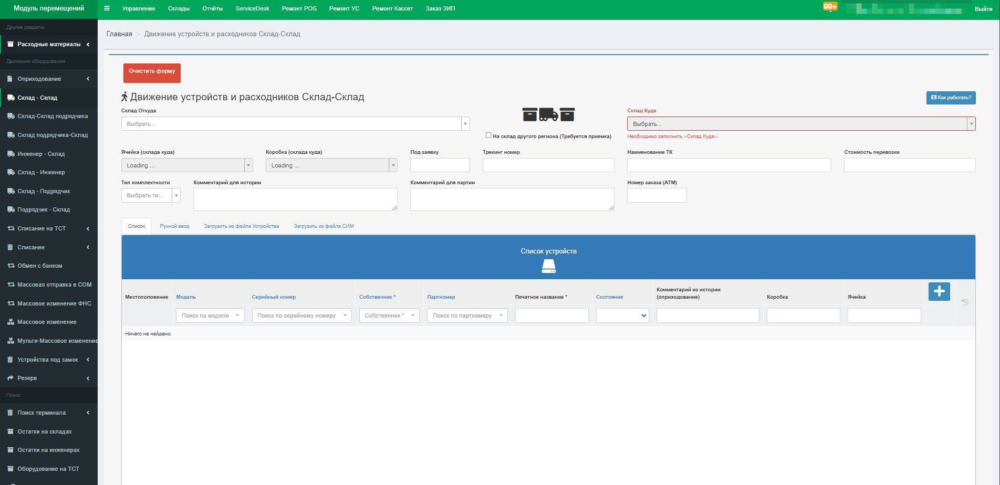 Модуль перемещений
Управление
Склады
Отчёты
ServiceDesk
Ремонт POS
Ремонт УС
Ремонт Кассет
Заказ ЗИП
99+
Выйти
Другие разделы
Расходные материалы
Движения оборудования
Оприходование
Склад - Склад
Склад-Склад подрядчика
Склад подрядчика-Склад
Инженер - Склад
Склад - Инженер
Склад - Подрядчик
Подрядчик - Склад
Списание на ТСТ
Списание
Обмен с банком
Массовая отправка в СОМ
Массовое изменение ФНС
Массовое изменение
Мульти-Массовое изменение
Устройства под замок
Резерв
Поиск
Поиск терминала
Остатки на складах
Остатки на инженерах
Оборудование на ТСТ
Главная > Движение устройств и расходников Склад-Склад
Очистить форму
Движение устройств и расходников Склад-Склад
Как работать?
Склад Откуда
Выбрать...
На склад другого региона (Требуется приемка)
Склад Куда
Выбрать...
Необходимо заполнить «Склад Куда».
Ячейка (склада куда)
Loading ...
Коробка (склада куда)
Loading ...
Под заявку
Трекинг номер
Наименование ТК
Стоимость перевозки
Тип комплектности
Выбрать ти...
Комментарий для истории
Комментарий для партии
Номер заказа (ATM)
Список
Ручной ввод
Загрузить из файла Устройства
Загрузить из файла СИМ
Список устройств
Местоположение
Модель
Серийный номер
Собственник *
Партномер
Печатное название *
Состояние
Комментарий из истории
(оприходование)
Коробка
Ячейка
Поиск по модели
Поиск по серийному номеру
Собственник *
Поиск по партномеру
Ничего не найдено.